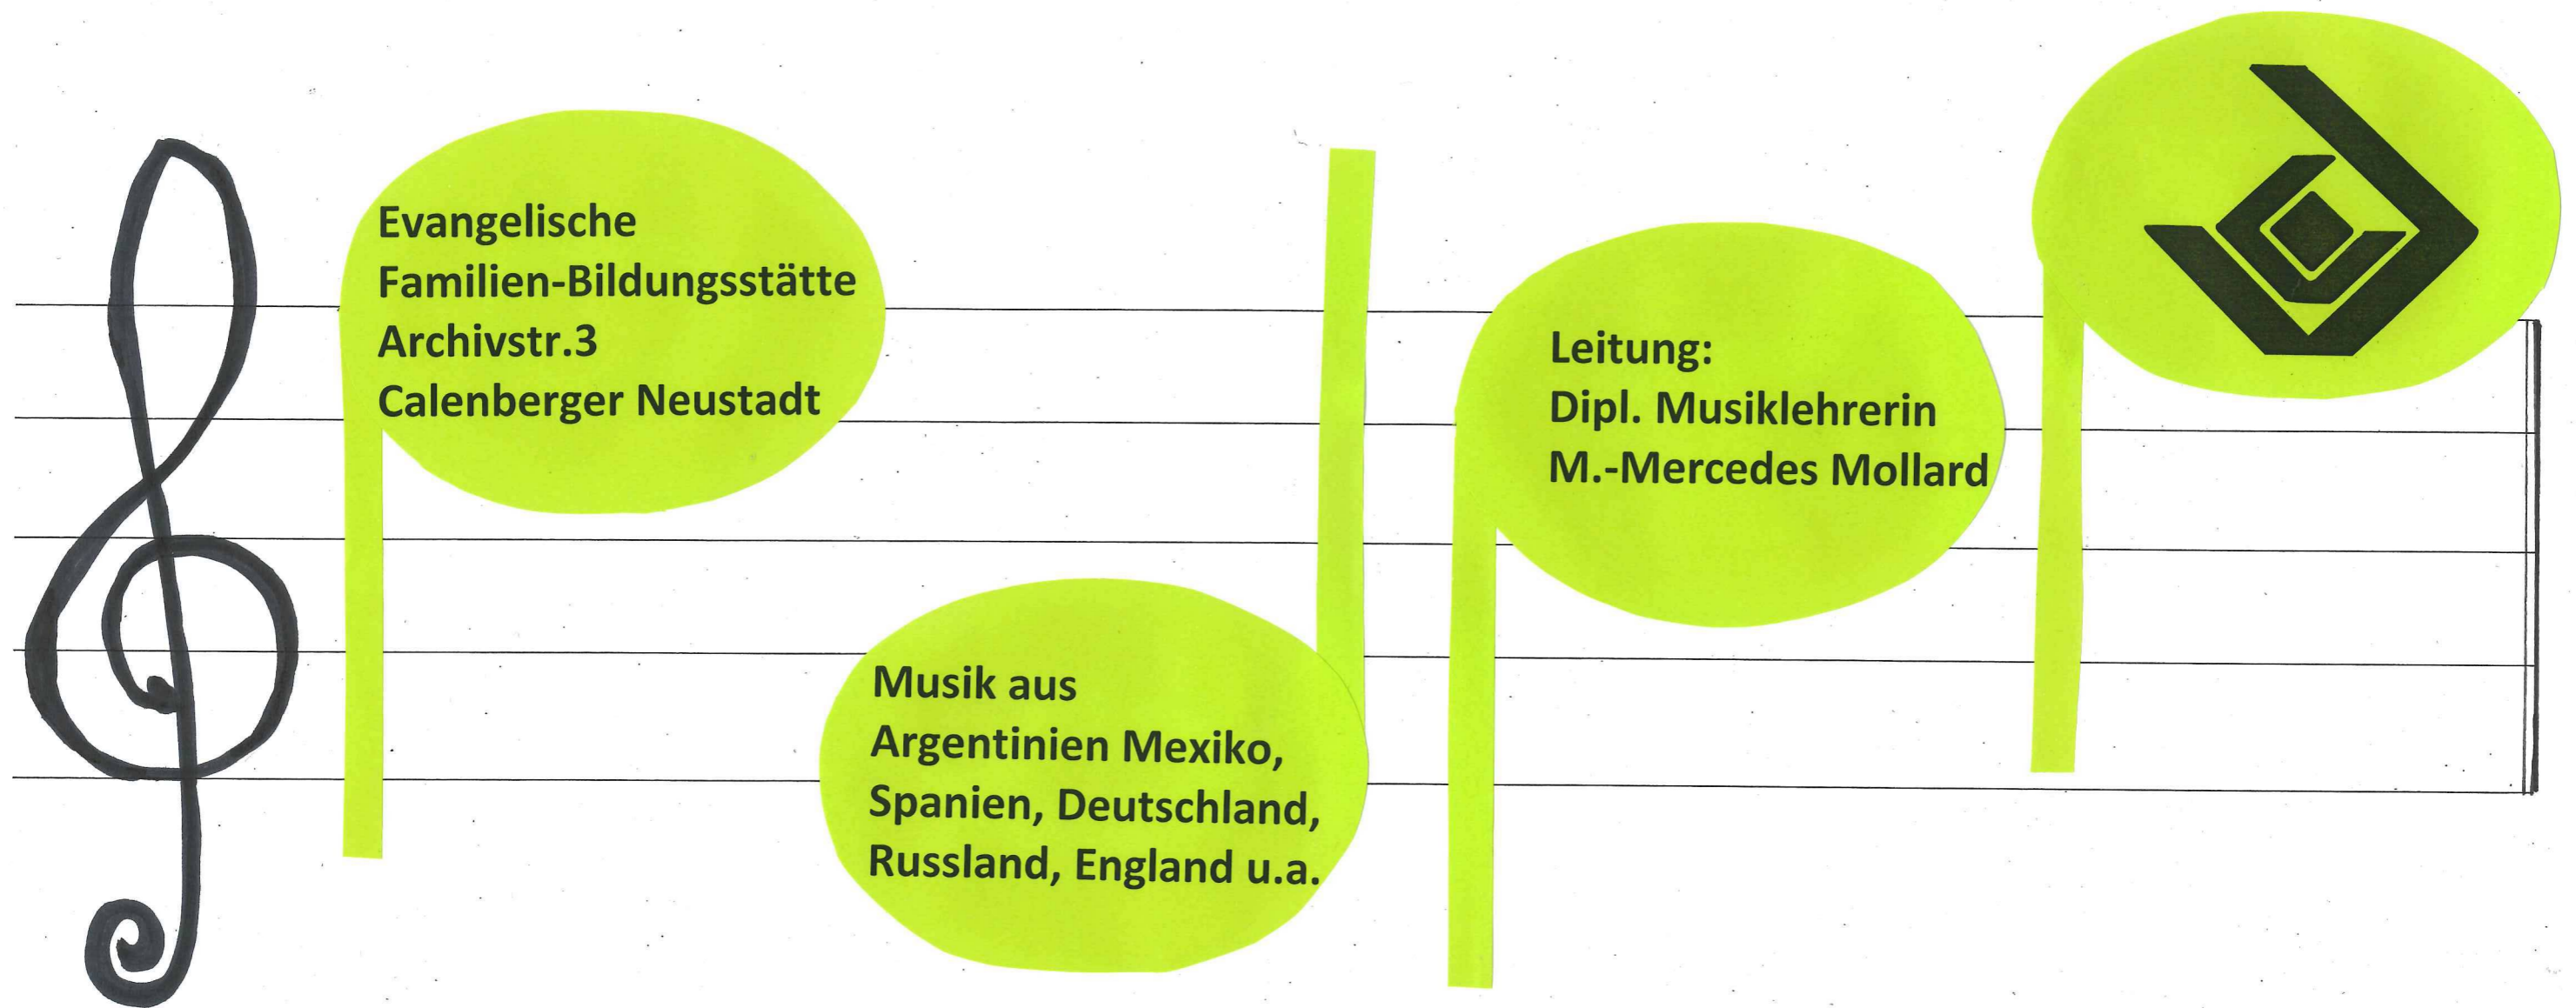 Evangelische
Familien-Bildungsstätte
Archivstr.3
Calenberger Neustadt
Musik aus
Argentinien Mexiko,
Spanien, Deutschland,
Russland, England u.a.
Leitung:
Dipl. Musiklehrerin
M.-Mercedes Mollard